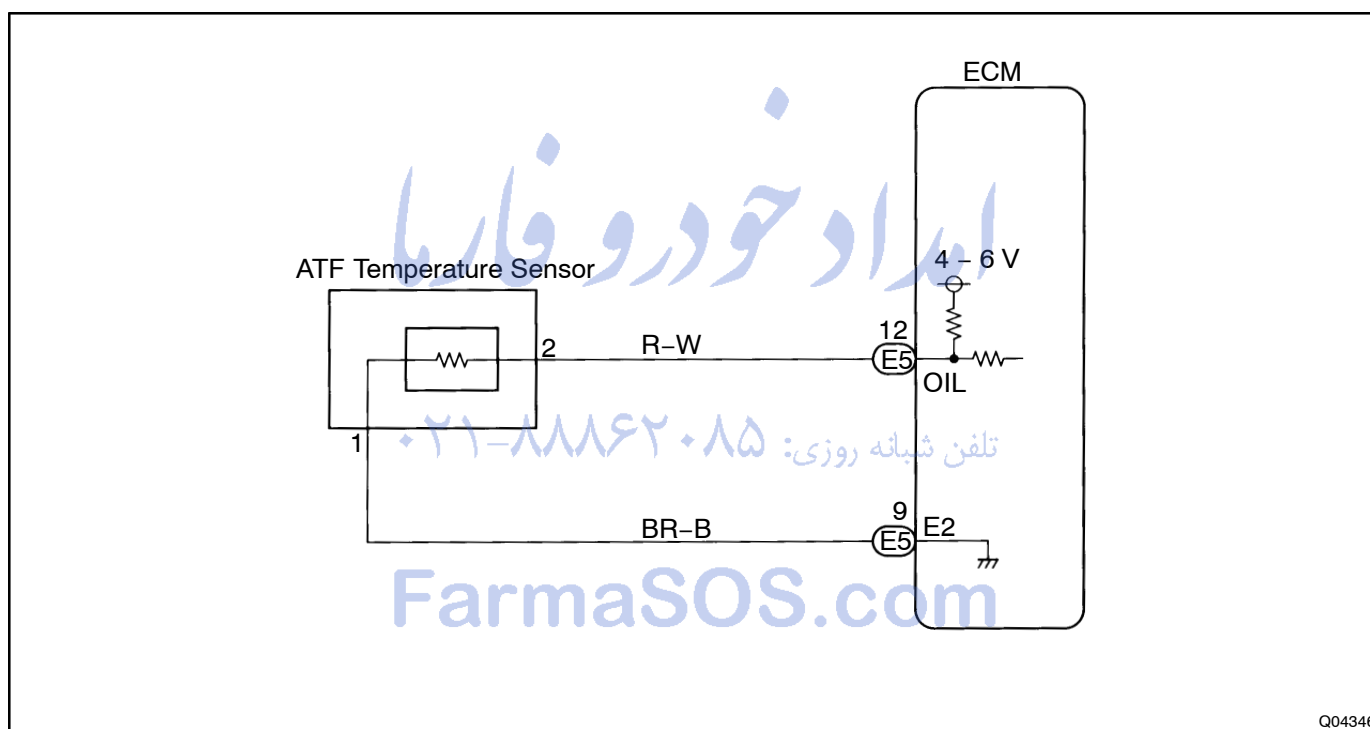 ECM
امداد خودرو فارما
4 – 6 V
ATF Temperature Sensor
2
R–W
12
E5
OIL
1
تلفن شبانه روزی: ۸۸۸۶۲۰۸۵-۰۲۱
BR–B
9
E5
E2
FarmaSOS.com
Q04346